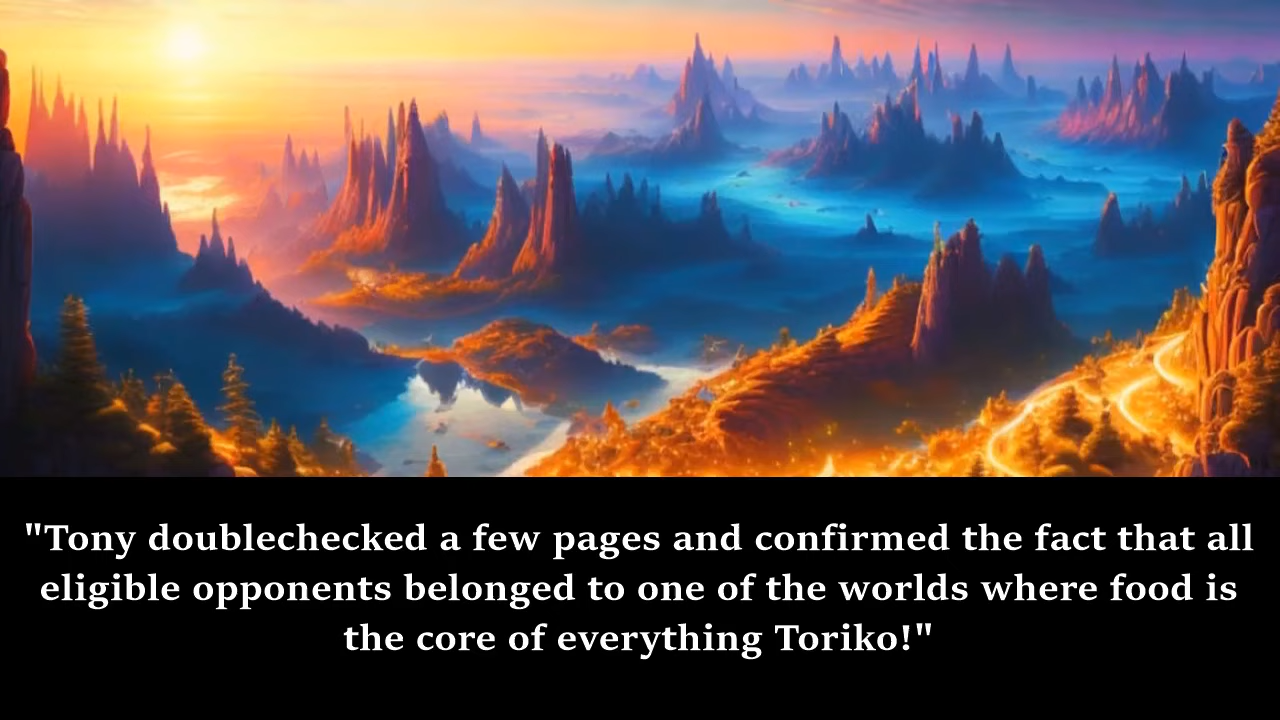 "Tony doublechecked a few pages and confirmed the fact that all
eligible opponents belonged to one of the worlds where food is
the core of everything Toriko!"